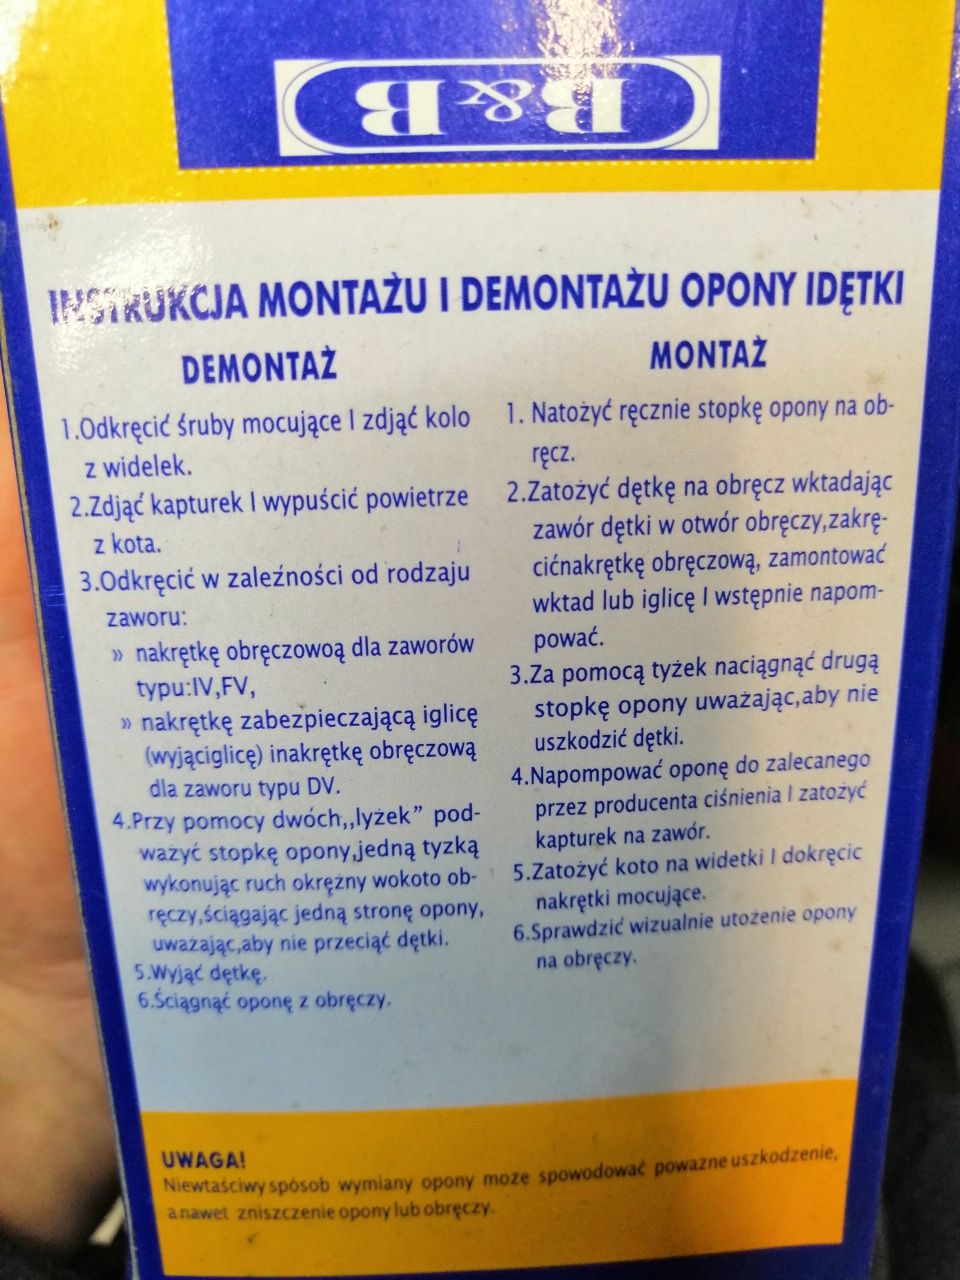 B&B
INSTRUKCJA MONTAŻU I DEMONTAŻU OPONY IDĘTKI
DEMONTAŻ
1.Odkręcić śruby mocujące I zdjąć kolo
z widelek.
2.Zdjąć kapturek I wypuścić powietrze
z kota.
3.Odkręcić w zaleźności od rodzaju
zaworu:
» nakrętkę obręczowoą dla zaworów
typu:IV,FV,
» nakrętkę zabezpieczającą iglicę
(wyjąciglicę) inakrętkę obręczową
dla zaworu typu DV.
4.Przy pomocy dwóch,,lyżek” pod-
ważyć stopkę opony,jedną tyzką
wykonując ruch okrężny wokoto ob-
ręczy,ściągając jedną stronę opony,
uważając,aby nie przeciąć dętki.
5.Wyjąć dętkę.
6.Ściągnąć oponę z obręczy.
MONTAŻ
1. Natożyć ręcznie stopkę opony na ob-
ręcz.
2.Zatożyć dętkę na obręcz wktadając
zawór dętki w otwór obręczy,zakrę-
cićnakrętkę obręczową, zamontować
wktad lub iglicę I wstępnie napom-
pować.
3.Za pomocą tyżek naciągnąć drugą
stopkę opony uważając,aby nie
uszkodzić dętki.
4.Napompować oponę do zalecanego
przez producenta ciśnienia I zatożyć
kapturek na zawór.
5.Zatożyć koto na widetki I dokręcic
nakrętki mocujące.
6.Sprawdzić wizualnie utożenie opony
na obręczy.
UWAGA!
Niewtaściwy spósob wymiany opony moze spowodować powazne uszkodzenie,
a nawet zniszczenie opony lub obręczy.